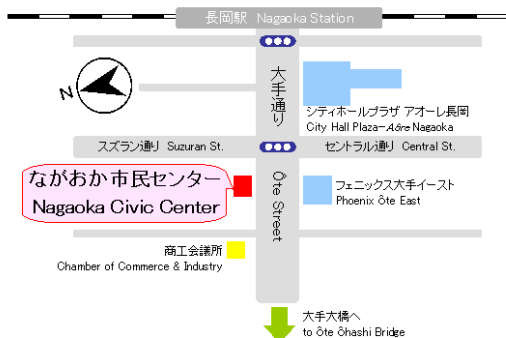 長岡駅 Nagaoka Station
N
大手通り
シティホールプラザ アオーレ長岡
City Hall Plaza-Aôre Nagaoka
スズラン通り Suzuran St.
セントラル通り Central St.
ながおか市民センター
Nagaoka Civic Center
Ôte Street
フェニックス大手イースト
Phoenix Ôte East
商工会議所
Chamber of Commerce & Industry
大手大橋へ
to Ôte Ôhashi Bridge